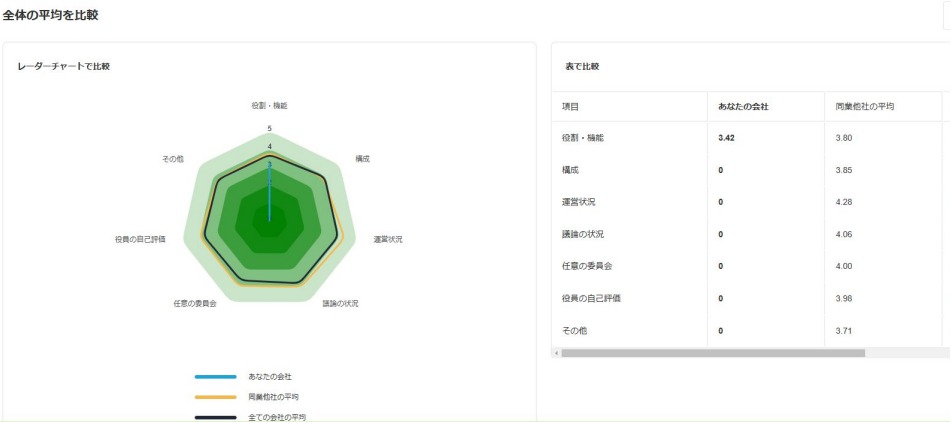 全体の平均を比較
レーダーチャートで比較
役割・機能
5
4
3
その他
構成
役員の自己評価
運営状況
任意の委員会
議論の状況
あなたの会社
同業他社の平均
全ての会社の平均
表で比較
項目 あなたの会社 同業他社の平均
役割・機能 3.42 3.80
構成 0 3.85
運営状況 0 4.28
議論の状況 0 4.06
任意の委員会 0 4.00
役員の自己評価 0 3.98
その他 0 3.71